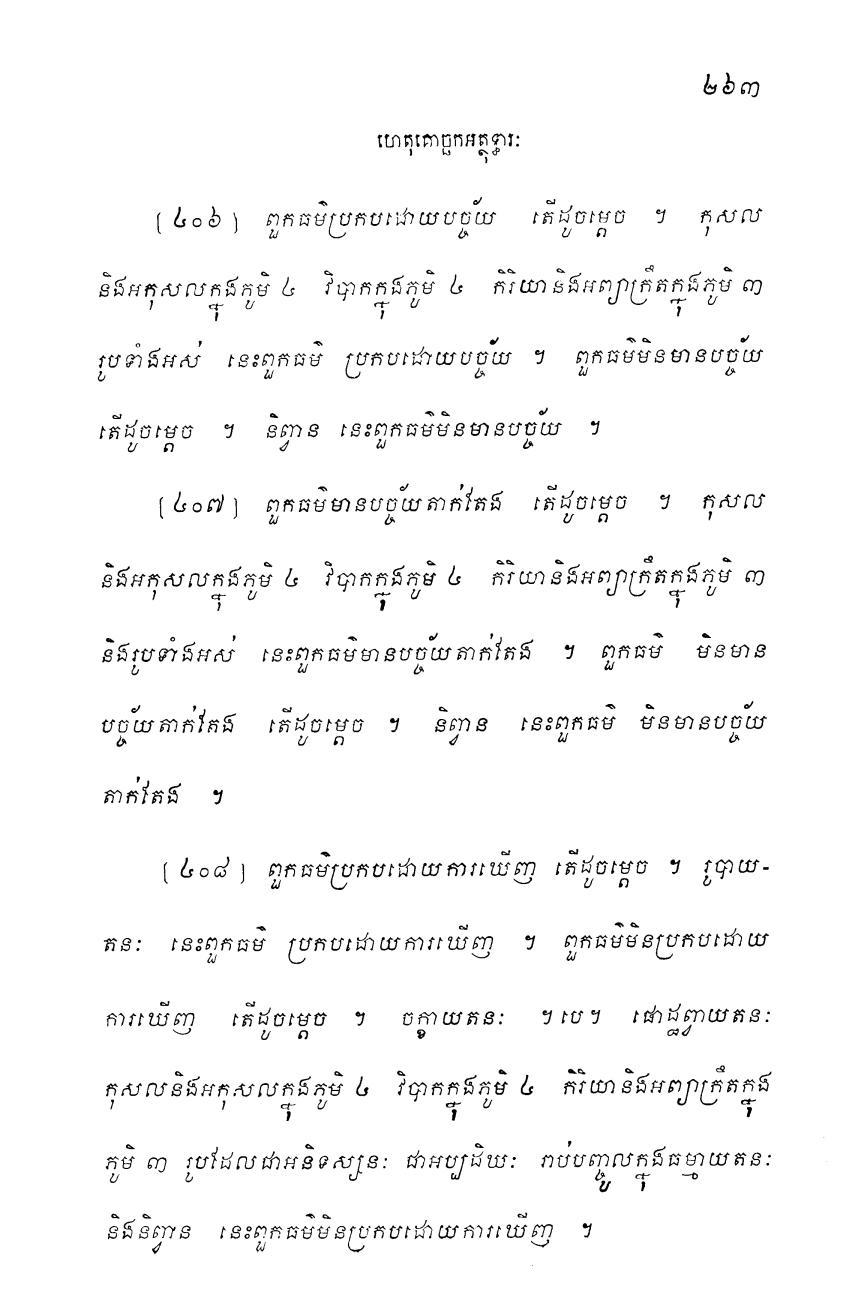 ២៦៣
ហេតុគោច្ឆកអត្ថុទ្ធារៈ
[៤០៦] ពួកធម៌ប្រកបដោយបច្ច័យ តើដូចម្តេច ។ កុសល
និងអកុសលក្នុងភូមិ ៤ វិបាកក្នុងភូមិ ៤ កិរិយានិងអព្យាក្រឹតក្នុងភូមិ ៣
រូបទាំងអស់ នេះពួកធម៌ ប្រកបដោយបច្ច័យ ។ ពួកធម៌មិនមានបច្ច័យ
តើដូចម្តេច ។ និព្វាន នេះពួកធម៌មិនមានបច្ច័យ ។
[៤០៧] ពួកធម៌មានបច្ច័យតាក់តែង តើដូចម្តេច ។ កុសល
និងអកុសលក្នុងភូមិ ៤ វិបាកក្នុងភូមិ ៤ កិរិយានិងអព្យាក្រឹតក្នុងភូមិ ៣
និងរូបទាំងអស់ នេះពួកធម៌មានបច្ច័យតាក់តែង ។ ពួកធម៌ មិនមាន
បច្ច័យតាក់តែង តើដូចម្តេច ។ និព្វាន នេះពួកធម៌ មិនមានបច្ច័យ
តាក់តែង ។
[៤០៨] ពួកធម៌ប្រកបដោយការឃើញ តើដូចម្តេច ។ រូបាយ-
តនៈ នេះពួកធម៌ ប្រកបដោយការឃើញ ។ ពួកធម៌មិនប្រកបដោយ
ការឃើញ តើដូចម្តេច ។ ចក្ខាយតនៈ ។បេ។ ផោដ្ឋព្វាយតនៈ
កុសលនិងអកុសលក្នុងភូមិ ៤ វិបាកក្នុងភូមិ ៤ កិរិយានិងអព្យាក្រឹតក្នុង
ភូមិ ៣ រូបដែលជាអនិទស្សនៈ ជាអប្បដិឃៈ រាប់បញ្ចូលក្នុងធម្មាយតនៈ
និងនិព្វាន នេះពួកធម៌មិនប្រកបដោយការឃើញ ។